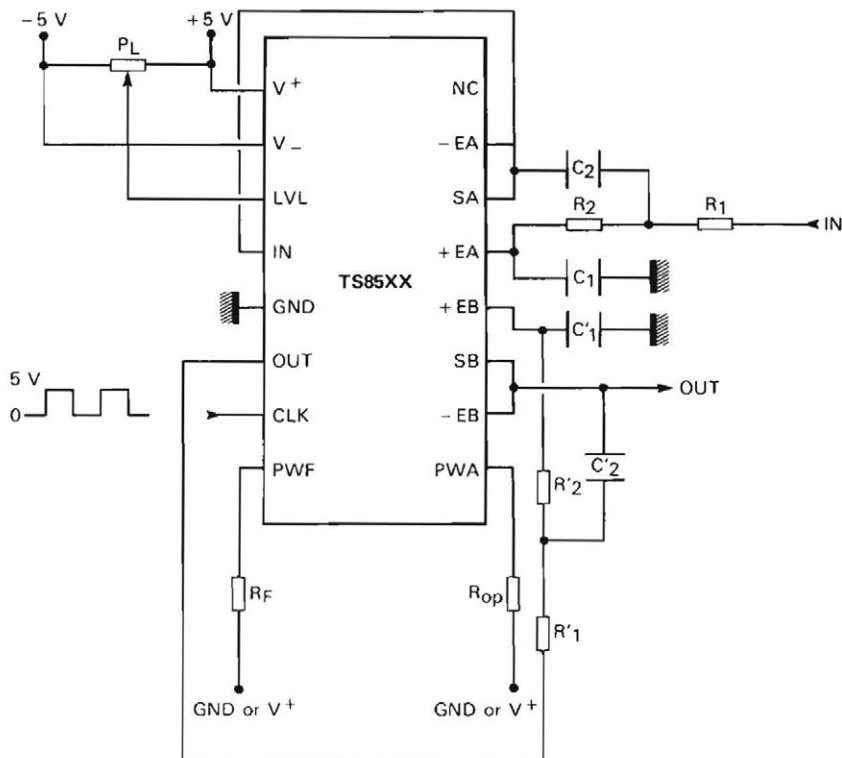 −5 V
+5 V
PL
V+
NC
V−
−EA
C2
LVL
SA
R2
R1
IN
IN
+EA
TS85XX
C1
GND
+EB
C'1
OUT
SB
5 V
0
OUT
CLK
−EB
C'2
PWF
PWA
R'2
RF
Rop
R'1
GND or V+
GND or V+